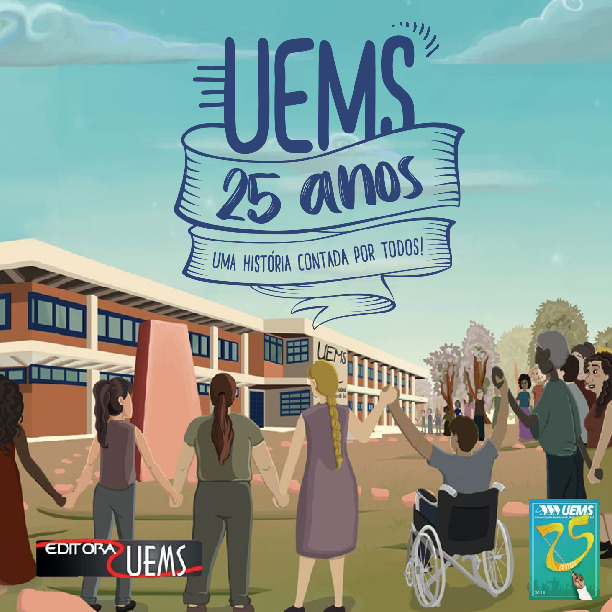 UEMS
25 anos
UMA HISTÓRIA CONTADA POR TODOS!
UEMS
EDITORA UEMS
UEMS
25